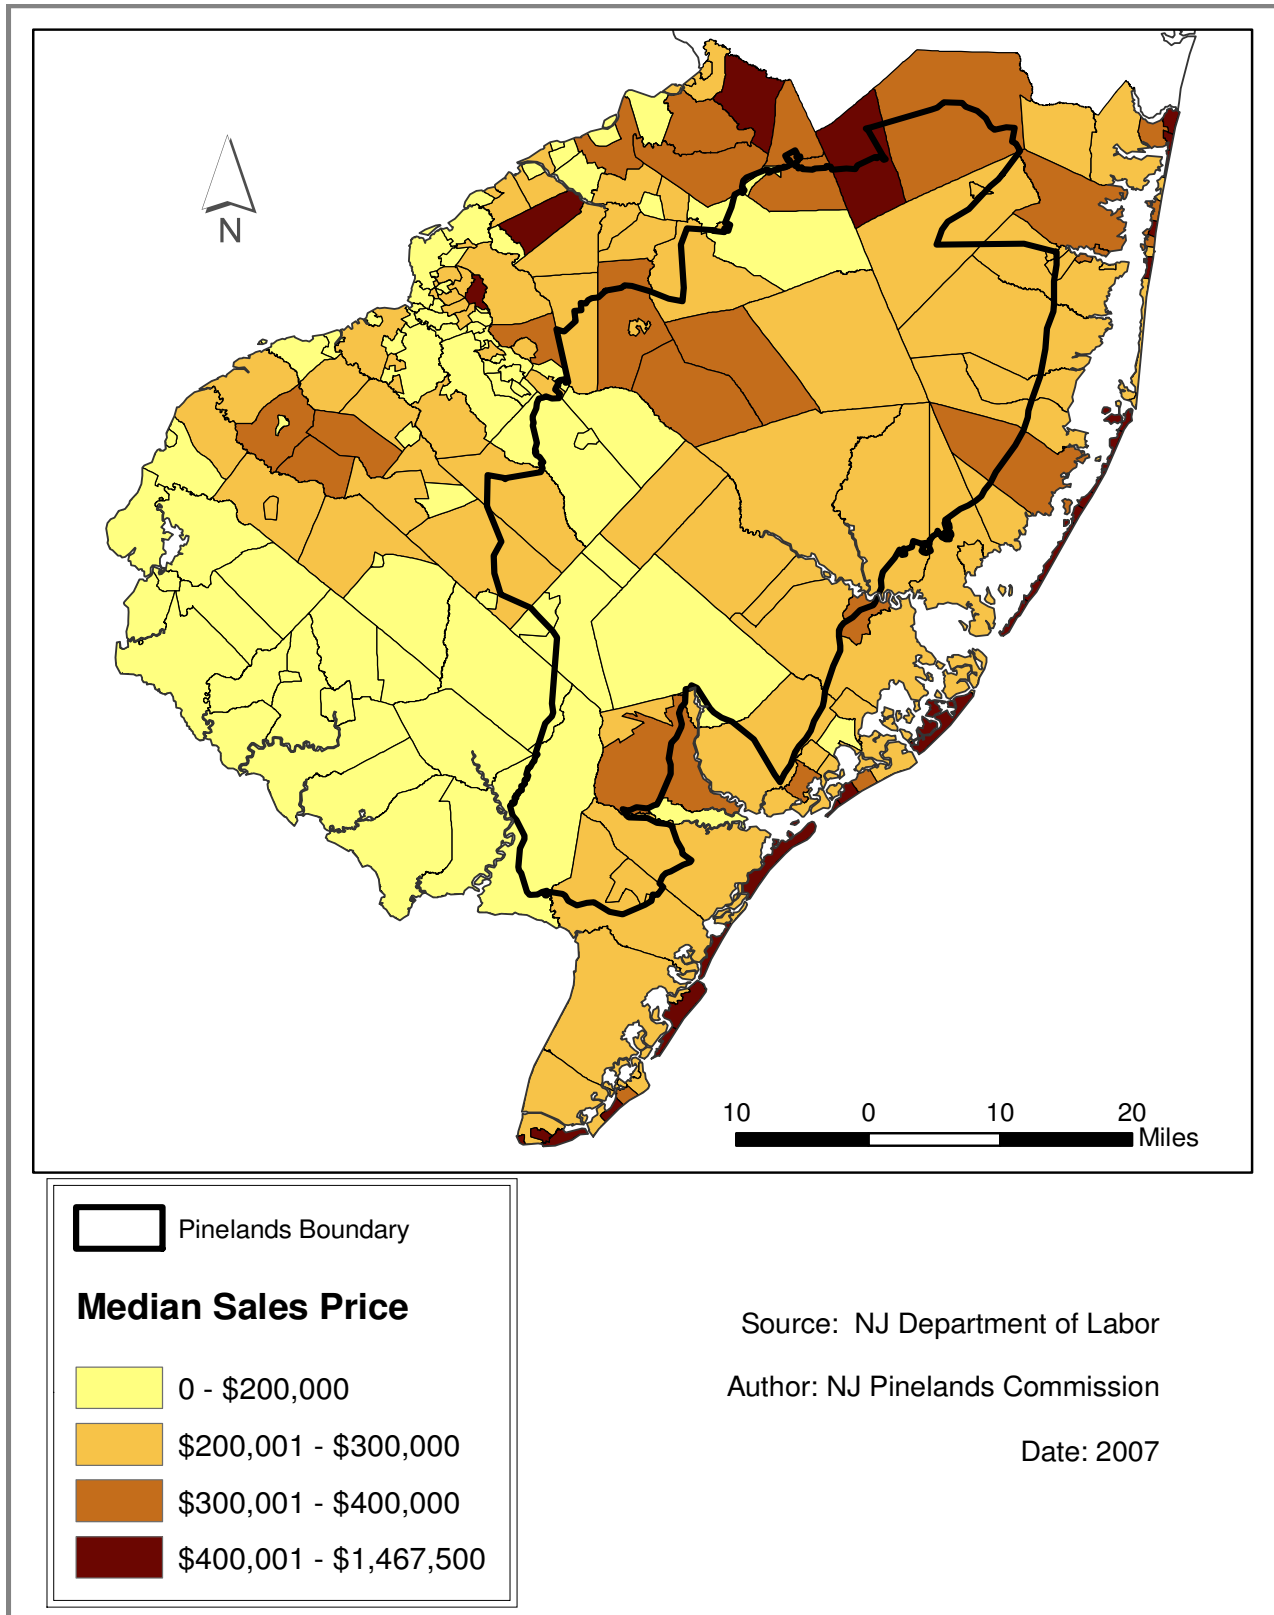 N
10 0 10 20
Miles
Pinelands Boundary
Median Sales Price
0 - $200,000
$200,001 - $300,000
$300,001 - $400,000
$400,001 - $1,467,500
Source: NJ Department of Labor
Author: NJ Pinelands Commission
Date: 2007